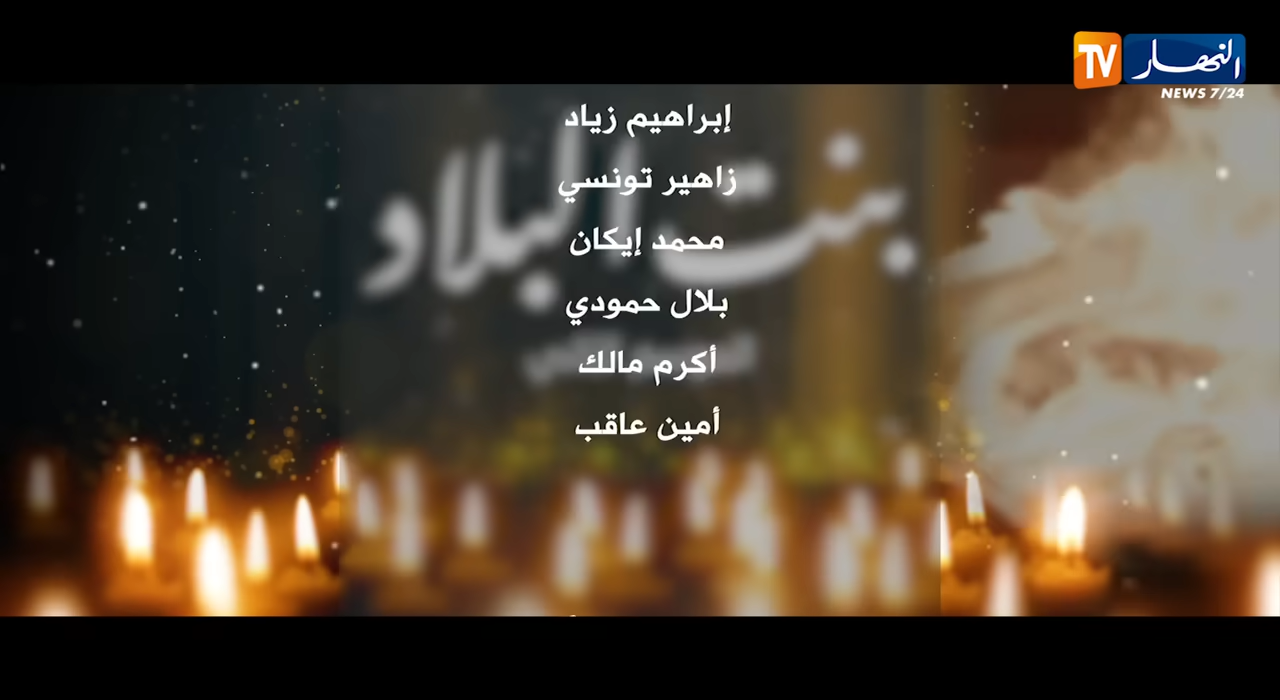 النهار TV
NEWS 7/24
إبراهيم زياد
زاهير تونسي
محمد إيكان
بلال حمودي
أكرم مالك
أمين عاقب
بنت البلاد